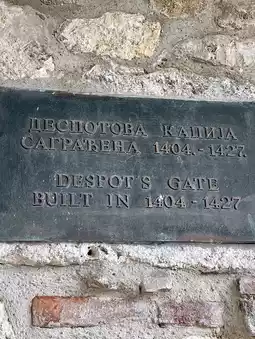 ДЕСПОТОВА КАПИЈА
САГРАЂЕНА 1404.-1427.
DESPOT'S GATE
BUILT IN 1404-1427